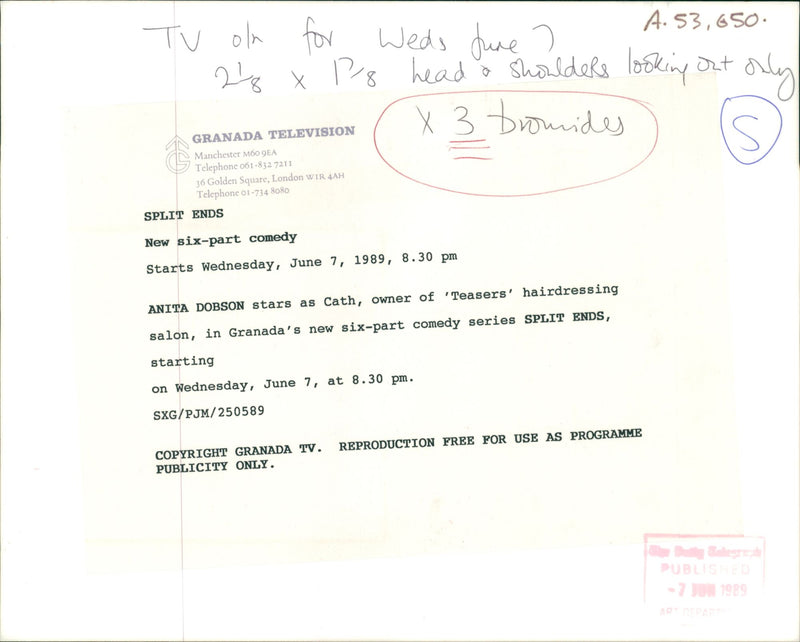 A.53,650.
TV o/n for Weds June 7
2 1/8 x 1 7/8 head & shoulders looking out only
x 3 bromides
S
GRANADA TELEVISION
Manchester M60 9EA
Telephone 061-832 7211
36 Golden Square, London W1R 4AH
Telephone 01-734 8080
SPLIT ENDS
New six-part comedy
Starts Wednesday, June 7, 1989, 8.30 pm
ANITA DOBSON stars as Cath, owner of 'Teasers' hairdressing
salon, in Granada's new six-part comedy series SPLIT ENDS,
starting
on Wednesday, June 7, at 8.30 pm.
SXG/PJM/250589
COPYRIGHT GRANADA TV. REPRODUCTION FREE FOR USE AS PROGRAMME
PUBLICITY ONLY.
The Daily Telegraph
PUBLISHED
- 7 JUN 1989
ART DEPART